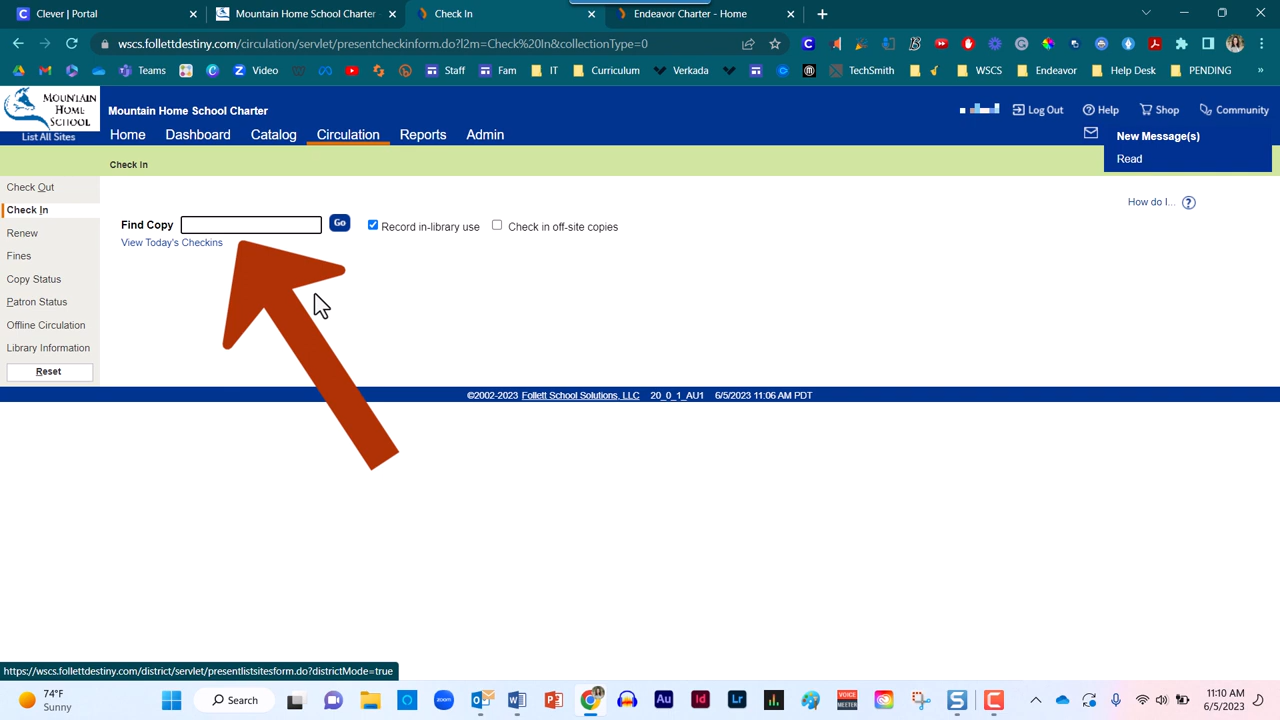 Clever | Portal
Mountain Home School Charter
Check In
Endeavor Charter - Home
wscs.follettdestiny.com/circulation/servlet/presentcheckinform.do?l2m=Check%20In&collectionType=0
Teams
Video
Staff
Fam
IT
Curriculum
Verkada
TechSmith
WSCS
Endeavor
Help Desk
PENDING
MOUNTAIN
HOME
SCHOOL
List All Sites
Mountain Home School Charter
Log Out
Help
Shop
Community
Home
Dashboard
Catalog
Circulation
Reports
Admin
New Message(s)
Read
Check In
Check Out
Check In
Renew
Fines
Copy Status
Patron Status
Offline Circulation
Library Information
Reset
How do I... ?
Find Copy
Go
Record in-library use
Check in off-site copies
View Today's Checkins
©2002-2023 Follett School Solutions, LLC 20_0_1_AU1 6/5/2023 11:06 AM PDT
https://wscs.follettdestiny.com/district/servlet/presentlistsitesform.do?districtMode=true
74°F
Sunny
Search
zoom
Au
Id
Lr
VOICE
MEETER
11:10 AM
6/5/2023